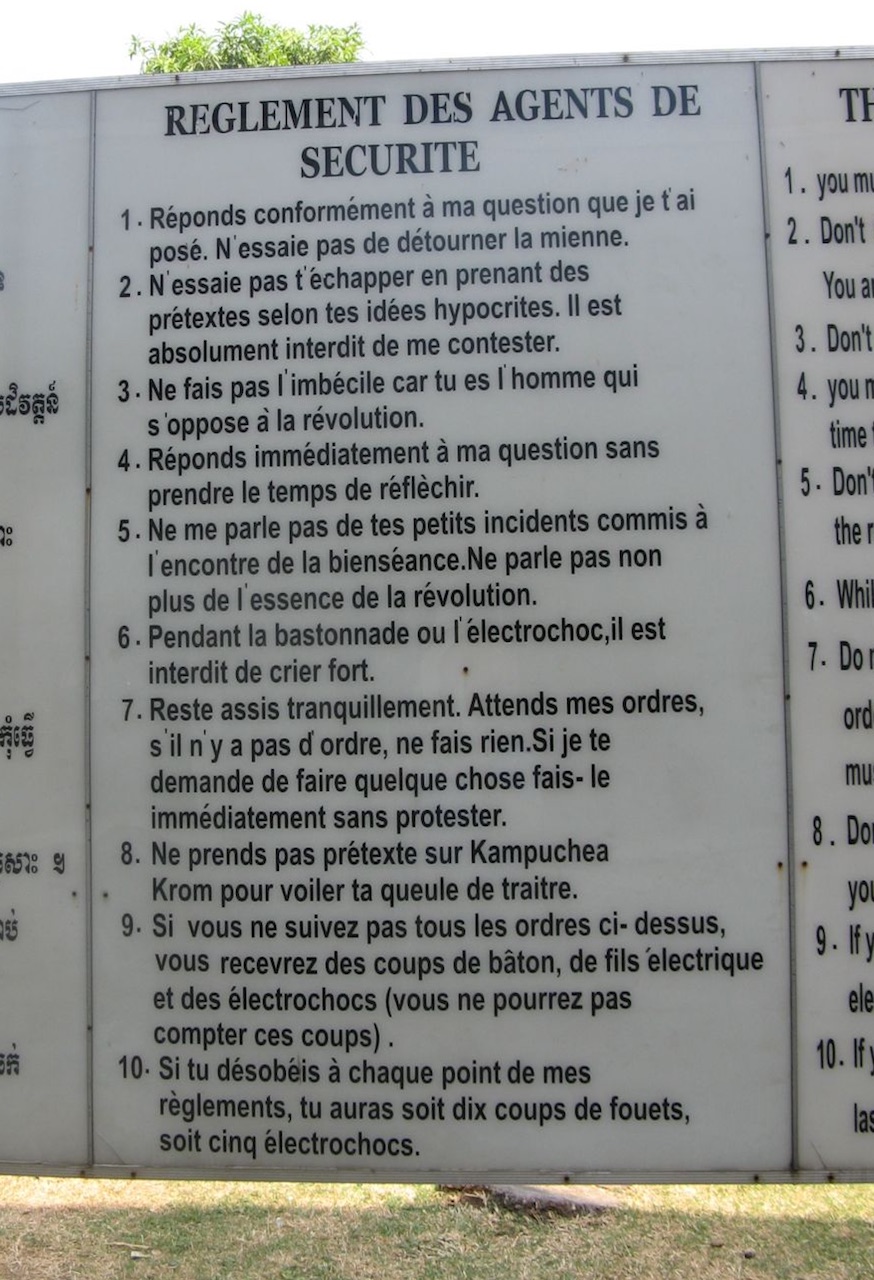 REGLEMENT DES AGENTS DE
SECURITE
1. Réponds conformément à ma question que je t'ai
posé. N'essaie pas de détourner la mienne.
2. N'essaie pas t'échapper en prenant des
prétextes selon tes idées hypocrites. Il est
absolument interdit de me contester.
3. Ne fais pas l'imbécile car tu es l'homme qui
s'oppose à la révolution.
4. Réponds immédiatement à ma question sans
prendre le temps de réflèchir.
5. Ne me parle pas de tes petits incidents commis à
l'encontre de la bienséance.Ne parle pas non
plus de l'essence de la révolution.
6. Pendant la bastonnade ou l'électrochoc,il est
interdit de crier fort.
7. Reste assis tranquillement. Attends mes ordres,
s'il n'y a pas d'ordre, ne fais rien.Si je te
demande de faire quelque chose fais- le
immédiatement sans protester.
8. Ne prends pas prétexte sur Kampuchea
Krom pour voiler ta queule de traitre.
9. Si vous ne suivez pas tous les ordres ci- dessus,
vous recevrez des coups de bâton, de fils électrique
et des électrochocs (vous ne pourrez pas
compter ces coups) .
10. Si tu désobéis à chaque point de mes
règlements, tu auras soit dix coups de fouets,
soit cinq électrochocs.
1. you
2. Don't
You
3. Don't
4. you
time
5. Don't
the
6.
7. Do
8.
9. If
10. If